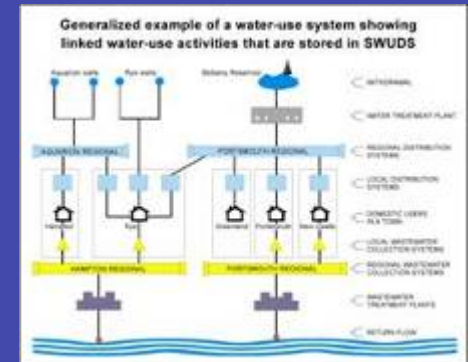 Generalized example of a water-use system showing
linked water-use activities that are stored in SWUDS
Aquarion wells
Rye wells
Bellamy Reservoir
WITHDRAWAL
WATER TREATMENT PLANT
AQUARION REGIONAL
PORTSMOUTH REGIONAL
REGIONAL DISTRIBUTION
SYSTEMS
LOCAL DISTRIBUTION
SYSTEMS
Hampton
Rye
Greenland
Portsmouth
New Castle
DOMESTIC USERS
IN A TOWN
LOCAL WASTEWATER
COLLECTION SYSTEMS
HAMPTON REGIONAL
PORTSMOUTH REGIONAL
REGIONAL WASTEWATER
COLLECTION SYSTEMS
WASTEWATER
TREATMENT PLANTS
RETURN FLOW